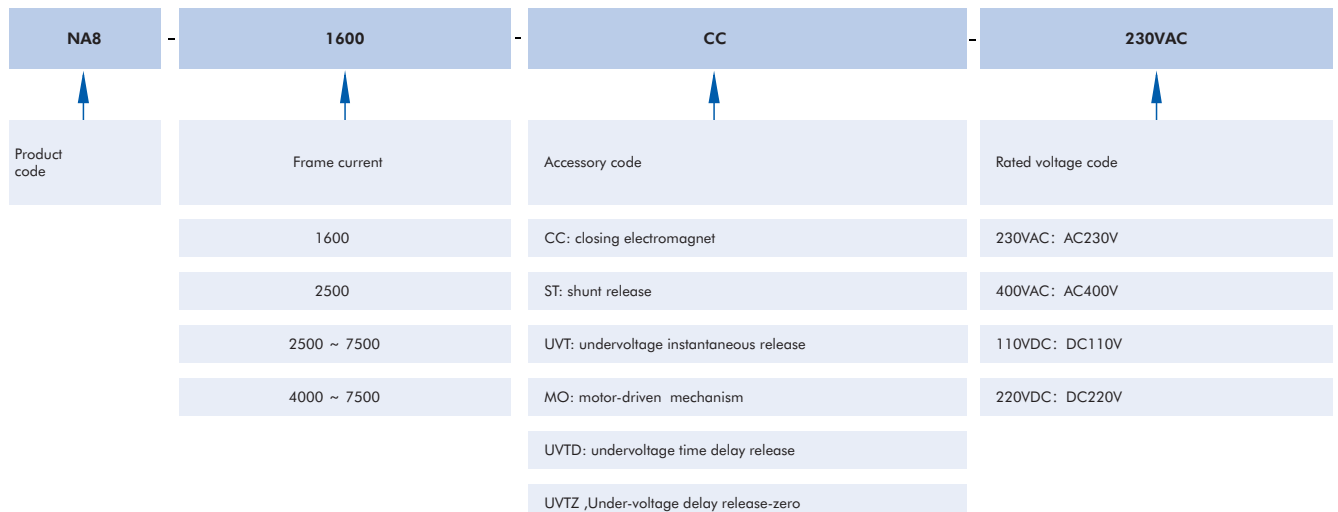 NA8 - 1600 - CC - 230VAC
Product
code
Frame current
Accessory code
Rated voltage code
1600
CC: closing electromagnet
230VAC: AC230V
2500
ST: shunt release
400VAC: AC400V
2500 ~ 7500
UVT: undervoltage instantaneous release
110VDC: DC110V
4000 ~ 7500
MO: motor-driven mechanism
220VDC: DC220V
UVTD: undervoltage time delay release
UVTZ ,Under-voltage delay release-zero